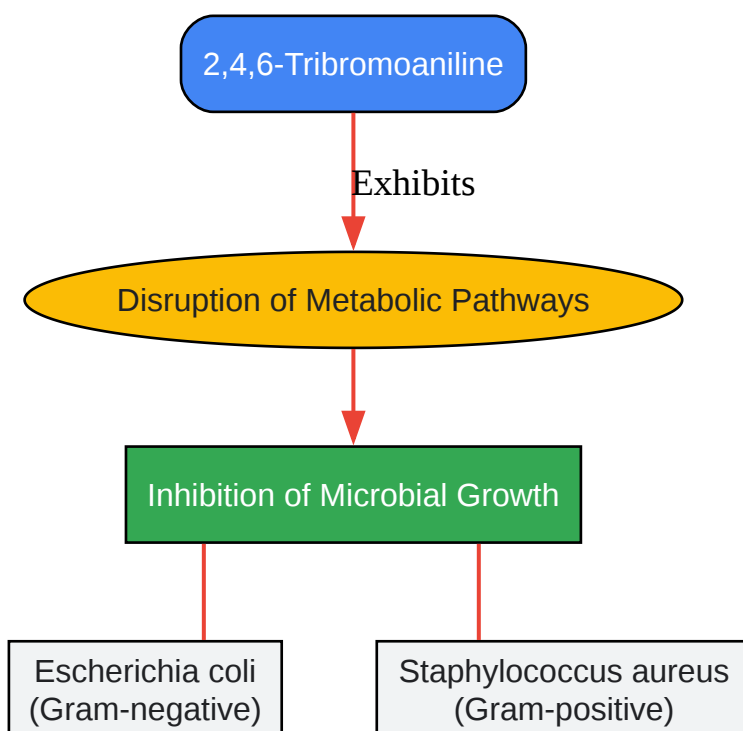 2,4,6-Tribromoaniline
Exhibits
Disruption of Metabolic Pathways
Inhibition of Microbial Growth
Escherichia coli
(Gram-negative)
Staphylococcus aureus
(Gram-positive)